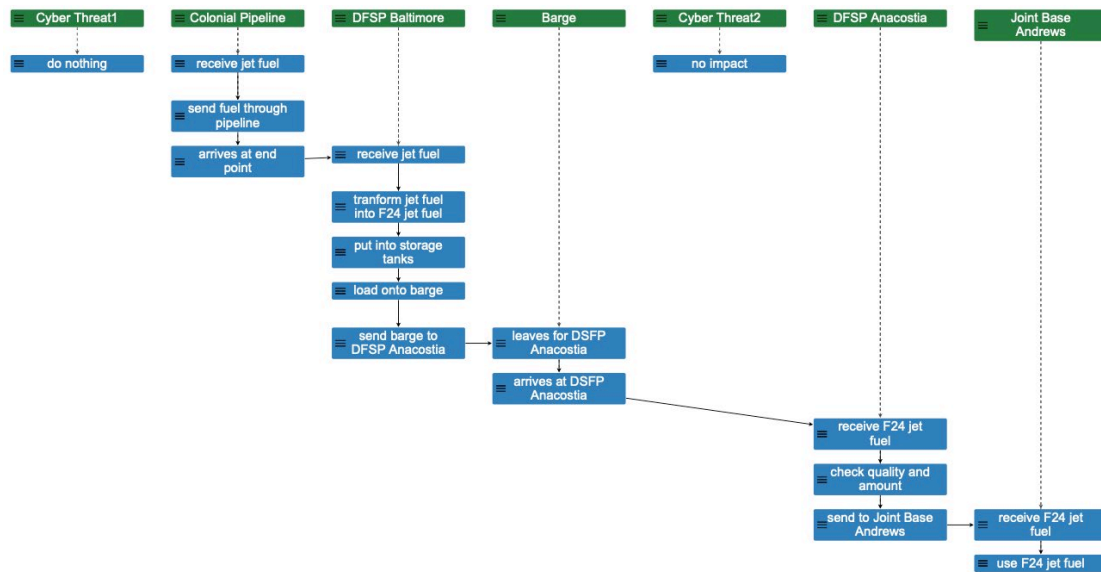 Cyber Threat1
Colonial Pipeline
DFSP Baltimore
Barge
Cyber Threat2
DFSP Anacostia
Joint Base
Andrews
do nothing
receive jet fuel
no impact
send fuel through
pipeline
arrives at end
point
receive jet fuel
tranform jet fuel
into F24 jet fuel
put into storage
tanks
load onto barge
send barge to
DFSP Anacostia
leaves for DSFP
Anacostia
arrives at DSFP
Anacostia
receive F24 jet
fuel
check quality and
amount
send to Joint Base
Andrews
receive F24 jet
fuel
use F24 jet fuel